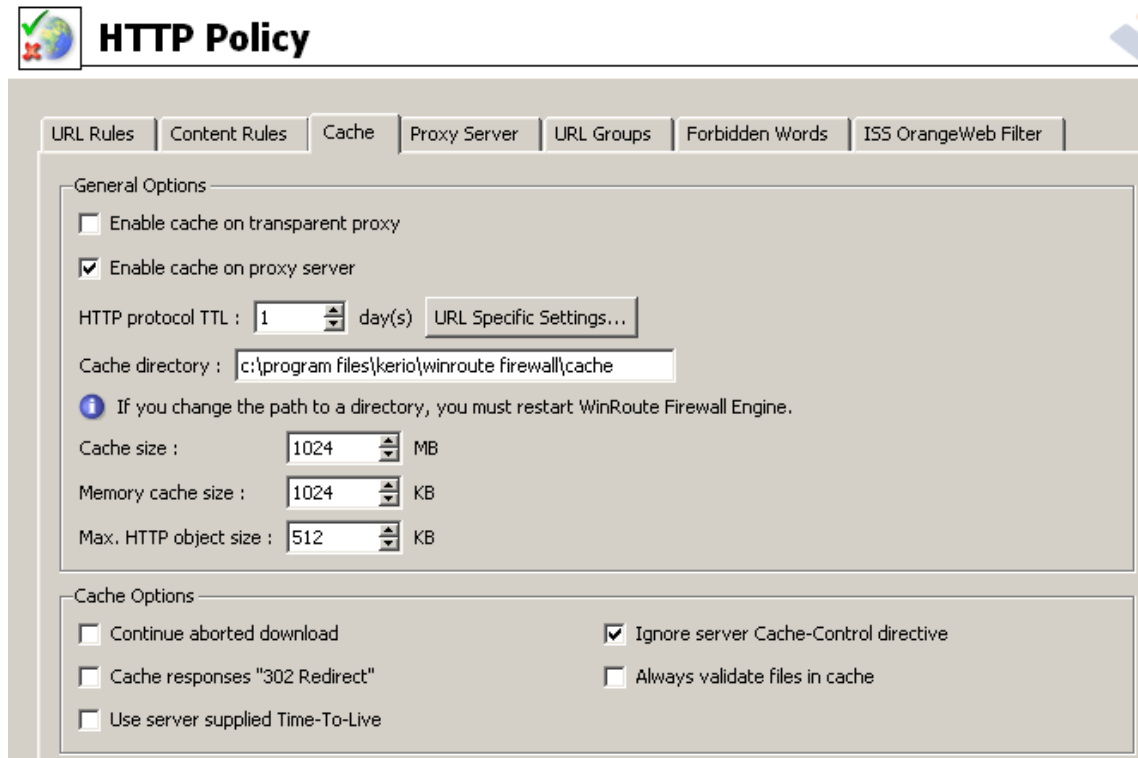 HTTP Policy
URL Rules Content Rules Cache Proxy Server URL Groups Forbidden Words ISS OrangeWeb Filter
General Options
Enable cache on transparent proxy
Enable cache on proxy server
HTTP protocol TTL : 1 day(s) URL Specific Settings...
Cache directory : c:\program files\kerio\winroute firewall\cache
If you change the path to a directory, you must restart WinRoute Firewall Engine.
Cache size : 1024 MB
Memory cache size : 1024 KB
Max. HTTP object size : 512 KB
Cache Options
Continue aborted download Ignore server Cache-Control directive
Cache responses "302 Redirect" Always validate files in cache
Use server supplied Time-To-Live